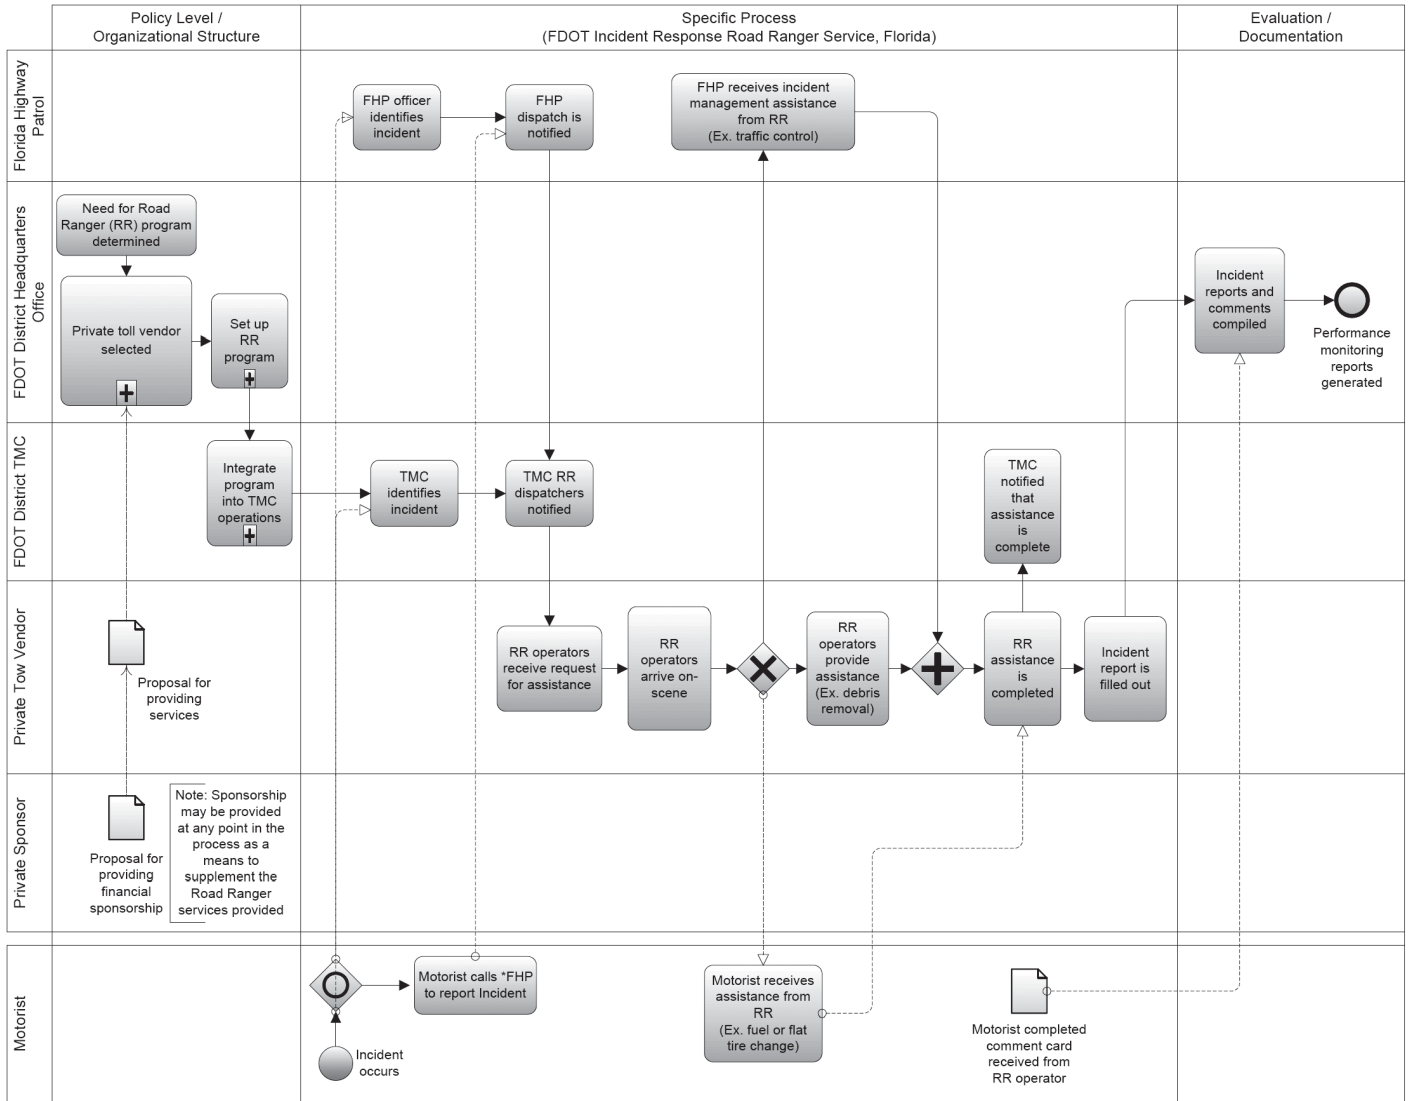 Policy Level /
Organizational Structure
Specific Process
(FDOT Incident Response Road Ranger Service, Florida)
Evaluation /
Documentation
Florida Highway
Patrol
FHP officer
identifies
incident
FHP
dispatch is
notified
FHP receives incident
management assistance
from RR
(Ex. traffic control)
FDOT District Headquarters
Office
Need for Road
Ranger (RR) program
determined
Private toll vendor
selected
Set up
RR
program
Incident
reports and
comments
compiled
Performance
monitoring
reports
generated
FDOT District TMC
Integrate
program
into TMC
operations
TMC
identifies
incident
TMC RR
dispatchers
notified
TMC
notified
that
assistance
is
complete
Private Tow Vendor
Proposal for
providing
services
RR operators
receive request
for assistance
RR
operators
arrive on-
scene
RR
operators
provide
assistance
(Ex. debris
removal)
RR
assistance
is
completed
Incident
report is
filled out
Private Sponsor
Proposal for
providing
financial
sponsorship
Note: Sponsorship
may be provided
at any point in the
process as a
means to
supplement the
Road Ranger
services provided
Motorist
Incident
occurs
Motorist calls *FHP
to report Incident
Motorist receives
assistance from
RR
(Ex. fuel or flat
tire change)
Motorist completed
comment card
received from
RR operator